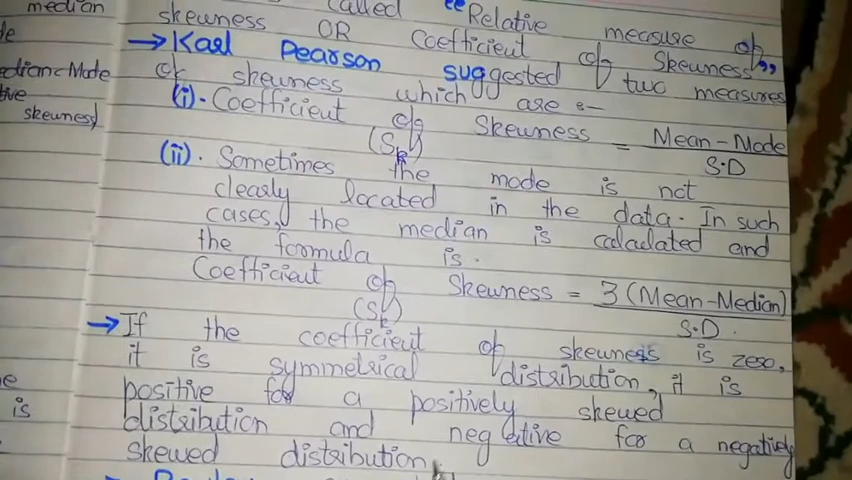 median
called "Relative measure of
skewness OR Coefficient of Skewness"
→ Karl Pearson suggested two measures
of skewness which are :-
(i). Coefficient of Skewness = Mean - Mode / S.D
(Sk)
(ii). Sometimes the mode is not
clearly located in the data. In such
cases, the median is calculated and
the formula is.
Coefficient of Skewness = 3 (Mean - Median) / S.D.
(Sk)
→ If the coefficient of skewness is zero,
it is symmetrical distribution, it is
positive for a positively skewed
distribution and negative for a negatively
skewed distribution
edian < Mode
skewness
is